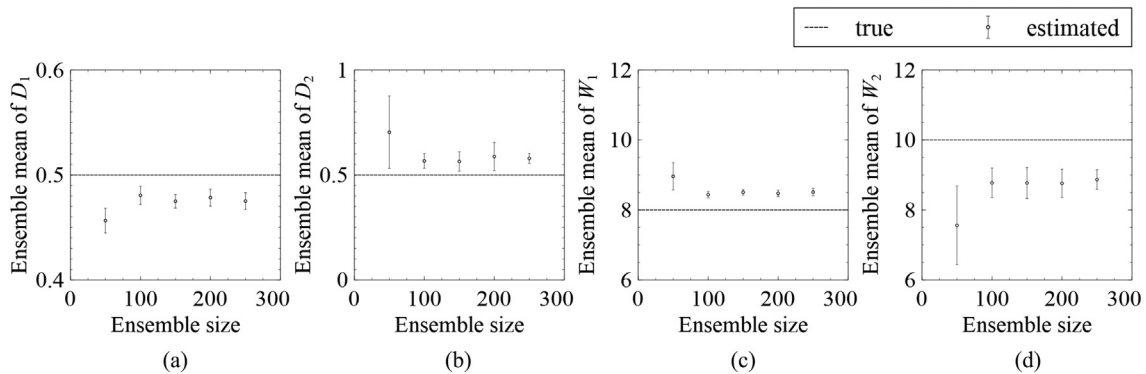 true estimated
0.6
0.5
0.4
Ensemble mean of D1
0 100 200 300
Ensemble size
(a)
1
0.5
0
Ensemble mean of D2
0 100 200 300
Ensemble size
(b)
12
10
8
6
Ensemble mean of W1
0 100 200 300
Ensemble size
(c)
12
10
8
6
Ensemble mean of W2
0 100 200 300
Ensemble size
(d)